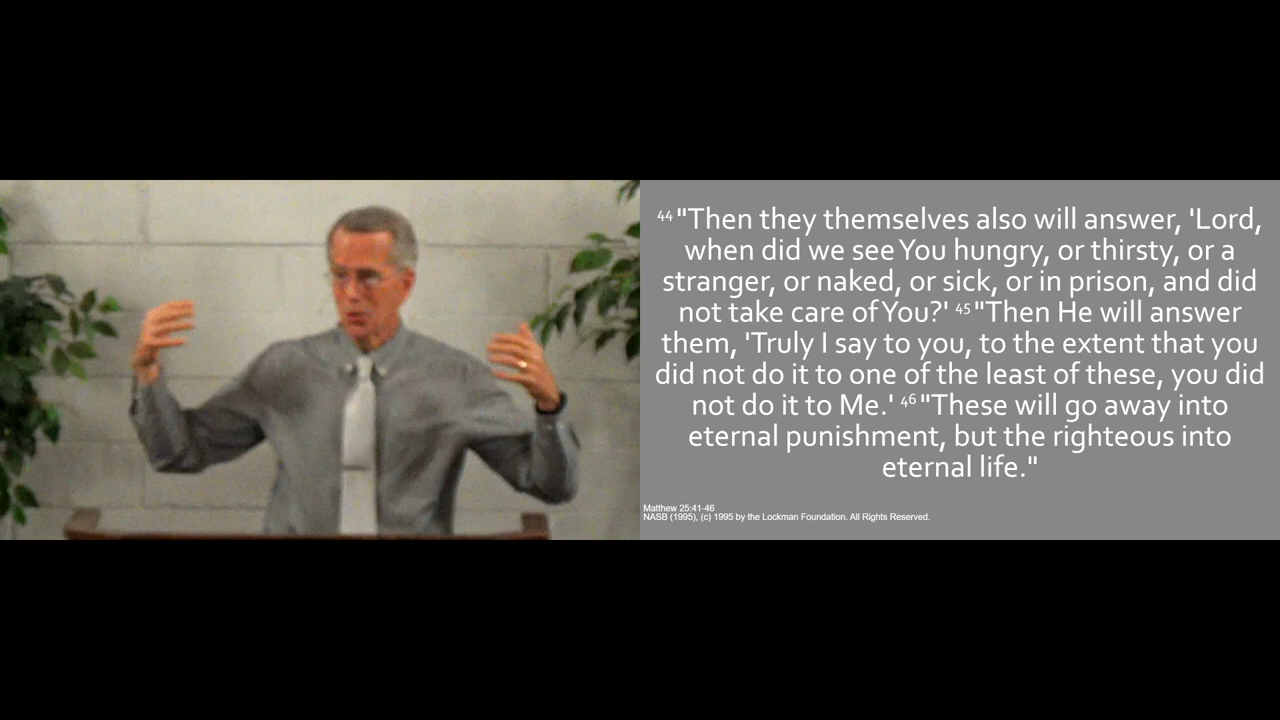 44 "Then they themselves also will answer, 'Lord,
when did we see You hungry, or thirsty, or a
stranger, or naked, or sick, or in prison, and did
not take care of You?' 45 "Then He will answer
them, 'Truly I say to you, to the extent that you
did not do it to one of the least of these, you did
not do it to Me.' 46 "These will go away into
eternal punishment, but the righteous into
eternal life."
Matthew 25:41-46
NASB (1995), (c) 1995 by the Lockman Foundation. All Rights Reserved.